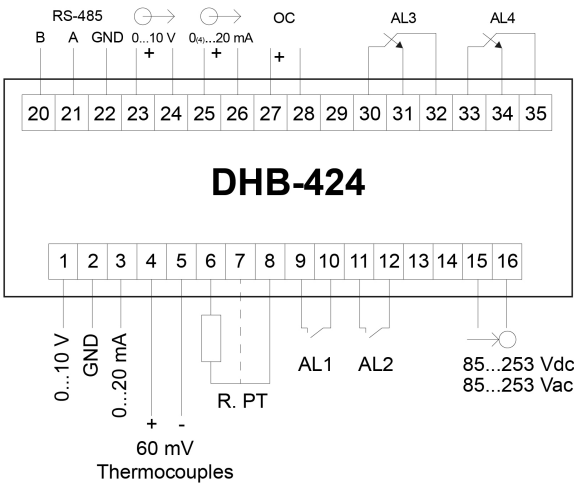 RS-485 OC AL3 AL4
B A GND 0...10 V 0(4)...20 mA
+ + +
20 21 22 23 24 25 26 27 28 29 30 31 32 33 34 35
DHB-424
1 2 3 4 5 6 7 8 9 10 11 12 13 14 15 16
0...10 V
GND
0...20 mA
+ -
60 mV
Thermocouples
R. PT
AL1 AL2
85...253 Vdc
85...253 Vac